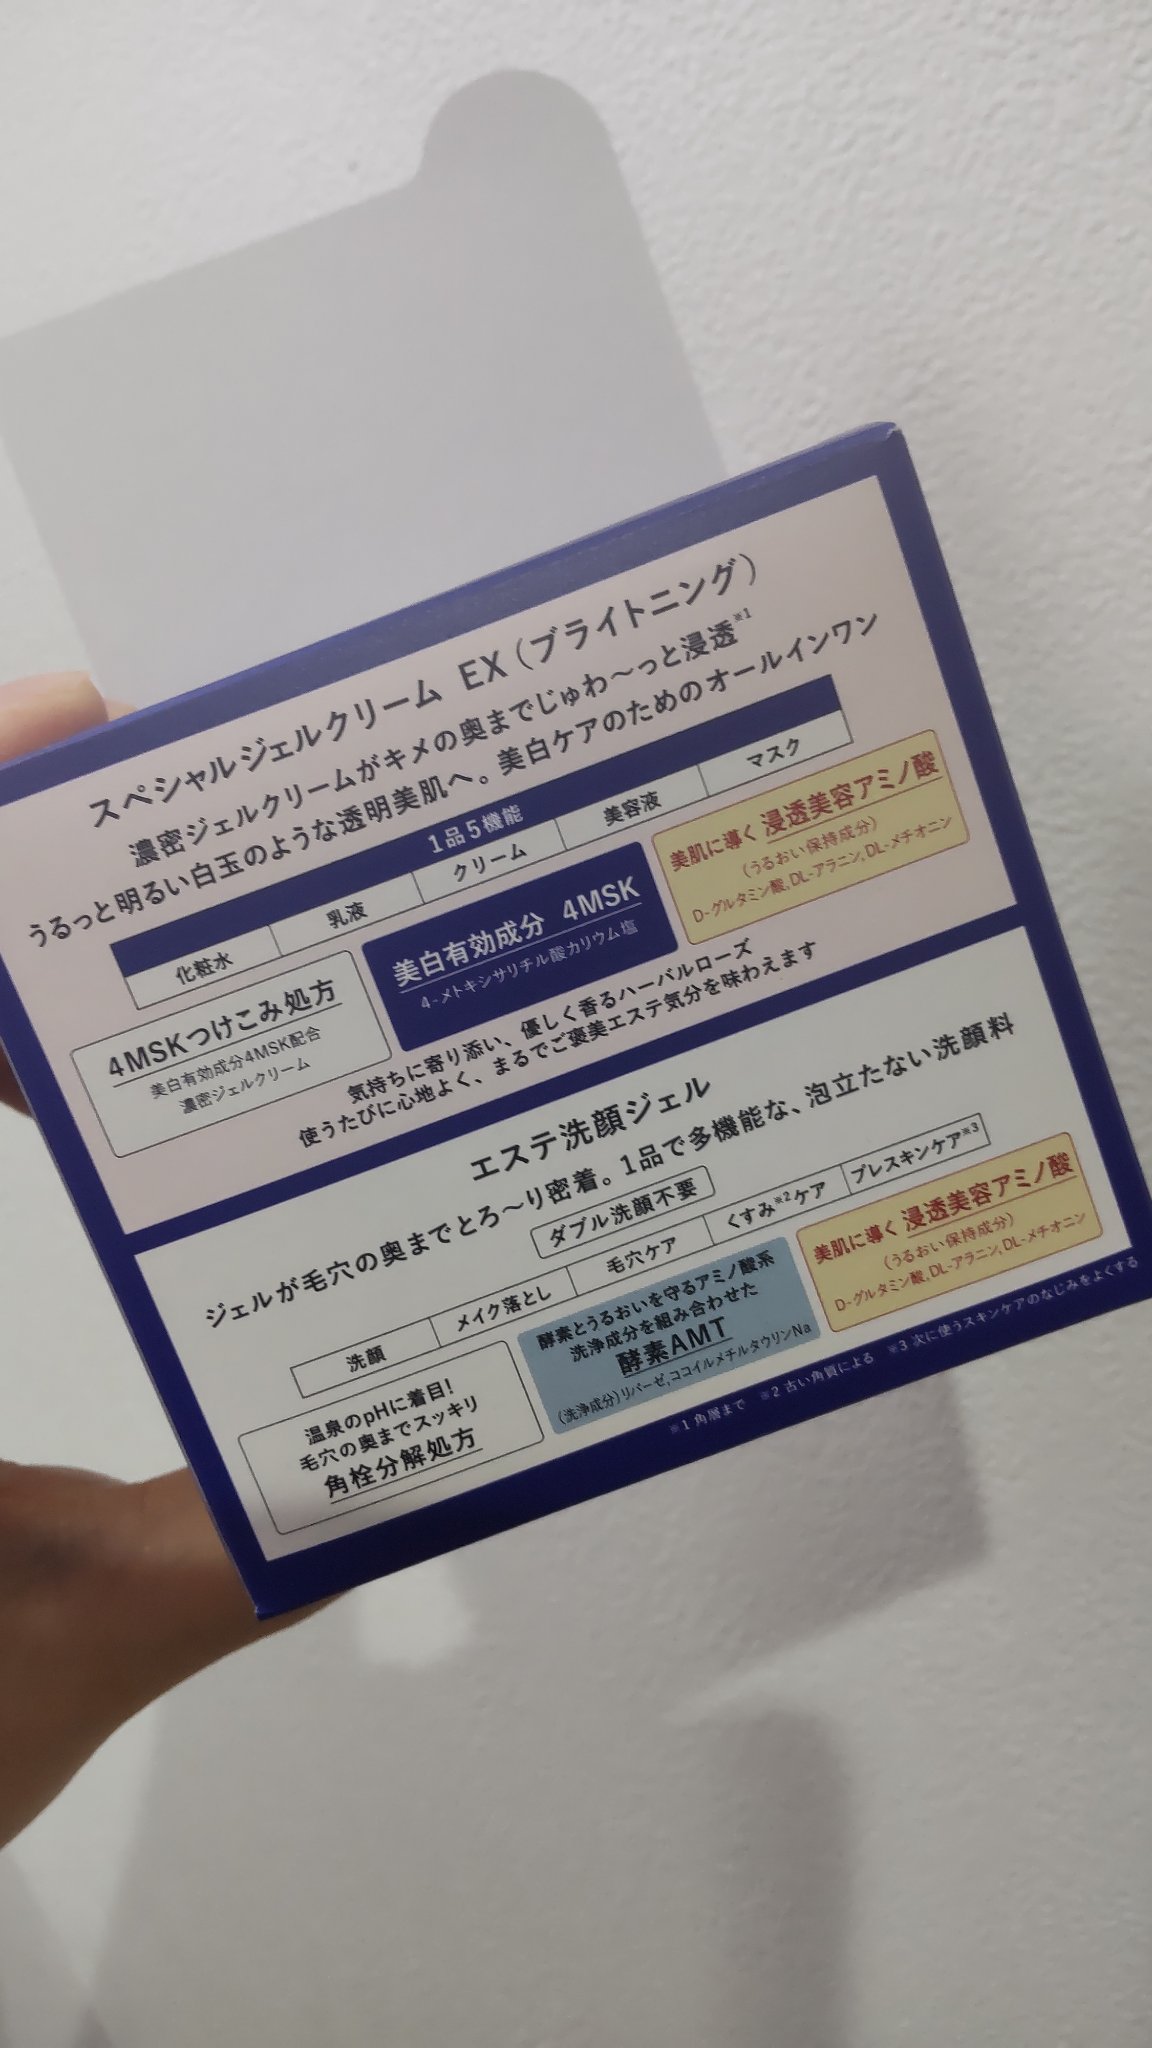 スペシャルジェルクリーム EX(ブライトニング)
濃密ジェルクリームがキメの奥までじゅわ〜っと浸透※1
うるっと明るい白玉のような透明美肌へ。美白ケアのためのオールインワン
1品5機能
化粧水 乳液 クリーム 美容液 マスク
4MSKつけこみ処方
美白有効成分4MSK配合
濃密ジェルクリーム
美白有効成分 4MSK
4-メトキシサリチル酸カリウム塩
美肌に導く 浸透美容アミノ酸
(うるおい保持成分)
D-グルタミン酸,DL-アラニン,DL-メチオニン
気持ちに寄り添い、優しく香るハーバルローズ
使うたびに心地よく、まるでご褒美エステ気分を味わえます
エステ洗顔ジェル
ジェルが毛穴の奥までとろ〜り密着。1品で多機能な、泡立たない洗顔料
ダブル洗顔不要
洗顔 メイク落とし 毛穴ケア くすみ※2ケア プレスキンケア※3
温泉のpHに着目!
毛穴の奥までスッキリ
角栓分解処方
酵素とうるおいを守るアミノ酸系
洗浄成分を組み合わせた
酵素AMT
(洗浄成分)リパーゼ,ココイルメチルタウリンNa
美肌に導く 浸透美容アミノ酸
(うるおい保持成分)
D-グルタミン酸,DL-アラニン,DL-メチオニン
※1 角層まで ※2 古い角質による ※3 次に使うスキンケアのなじみをよくする